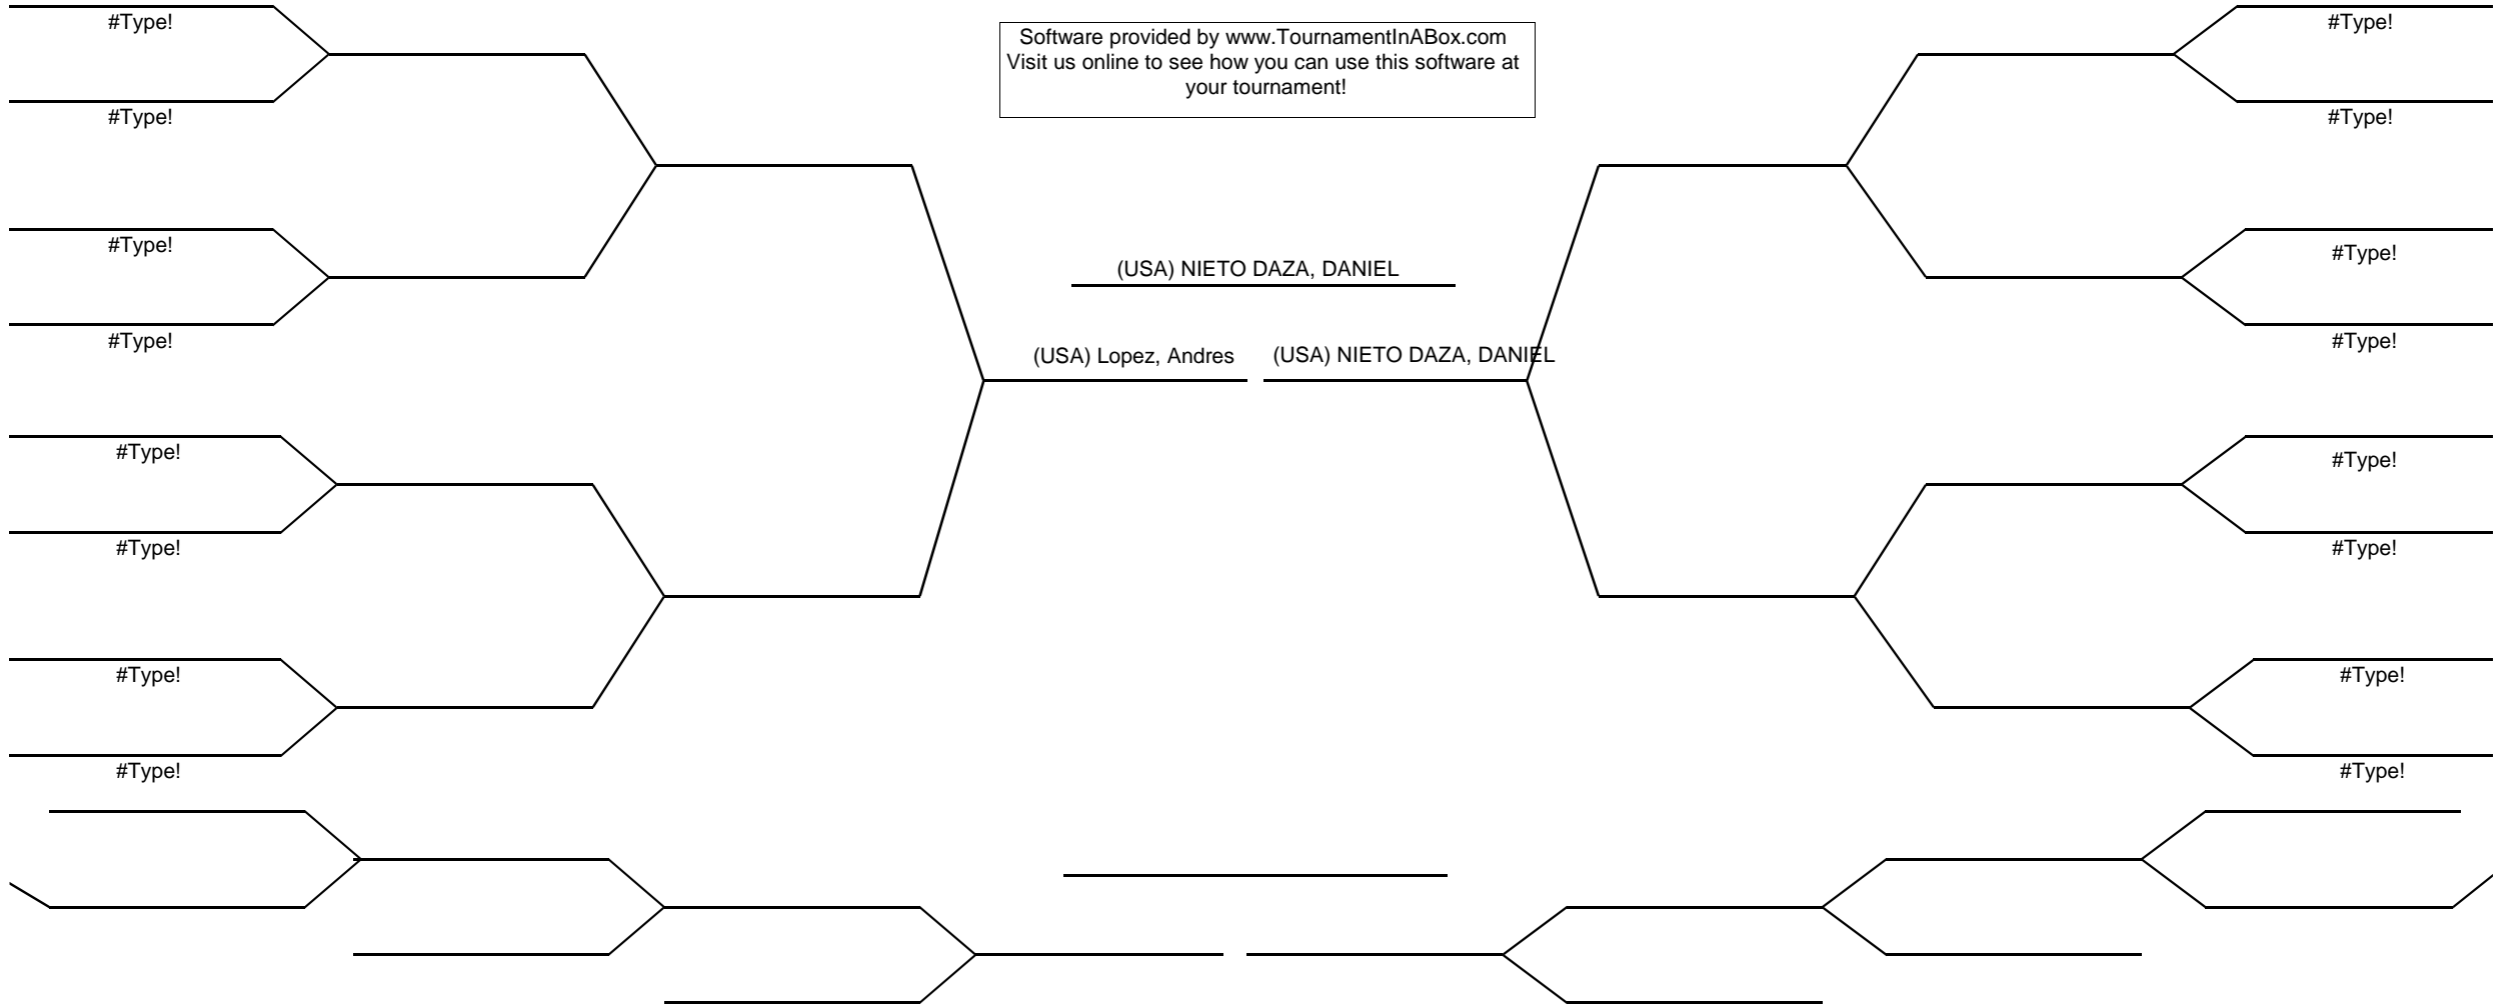 #Type!
Software provided by www.TournamentInABox.com
Visit us online to see how you can use this software at
your tournament!
#Type!
#Type!
#Type!
#Type!
#Type!
(USA) NIETO DAZA, DANIEL
#Type!
#Type!
(USA) Lopez, Andres
(USA) NIETO DAZA, DANIEL
#Type!
#Type!
#Type!
#Type!
#Type!
#Type!
#Type!
#Type!
#Type!